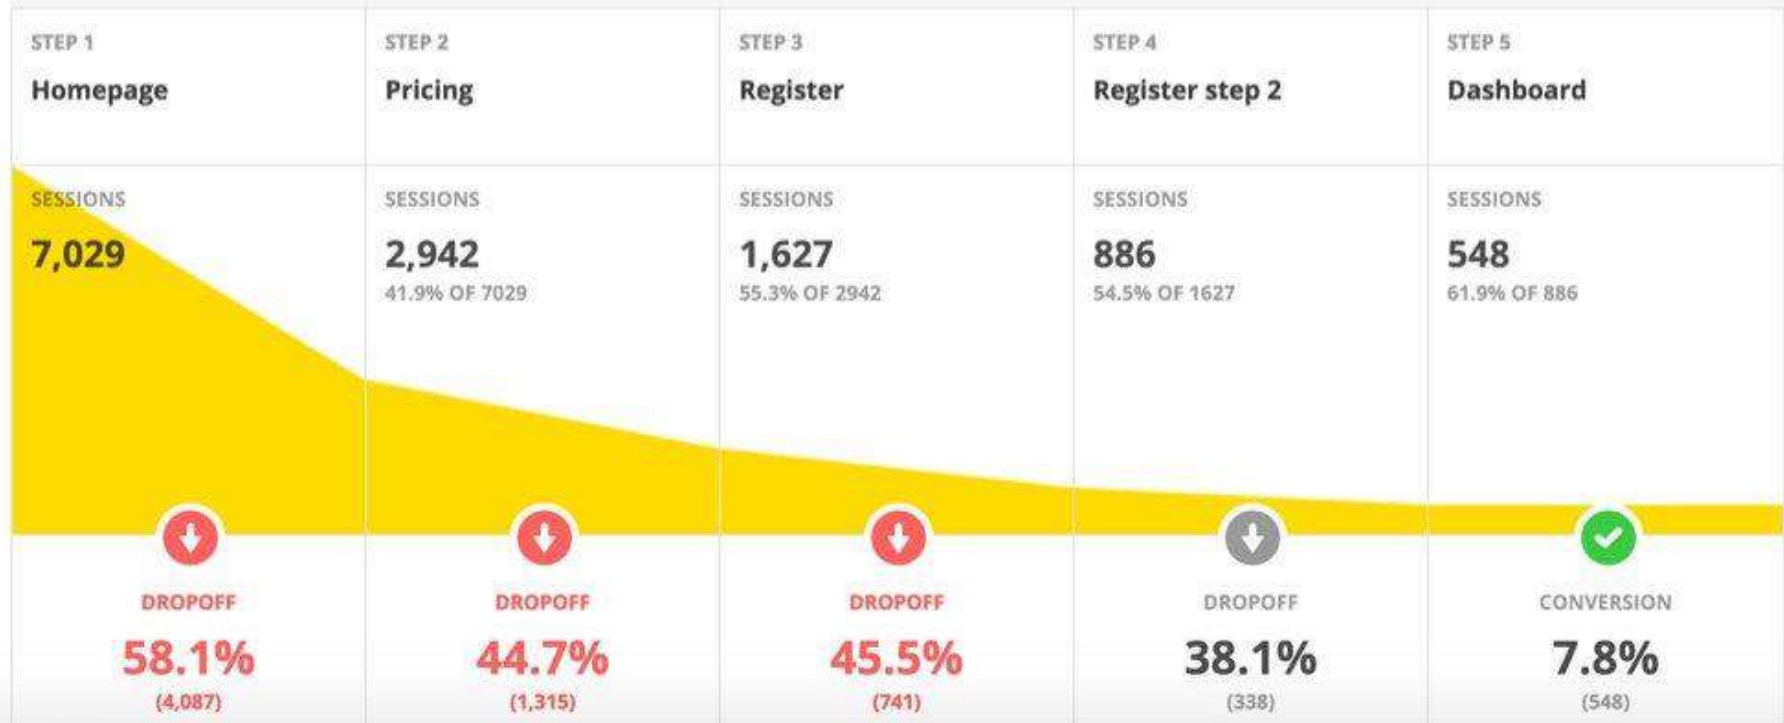 STEP 1
Homepage
SESSIONS
7,029
DROPOFF
58.1%
(4,087)
STEP 2
Pricing
SESSIONS
2,942
41.9% OF 7029
DROPOFF
44.7%
(1,315)
STEP 3
Register
SESSIONS
1,627
55.3% OF 2942
DROPOFF
45.5%
(741)
STEP 4
Register step 2
SESSIONS
886
54.5% OF 1627
DROPOFF
38.1%
(338)
STEP 5
Dashboard
SESSIONS
548
61.9% OF 886
CONVERSION
7.8%
(548)